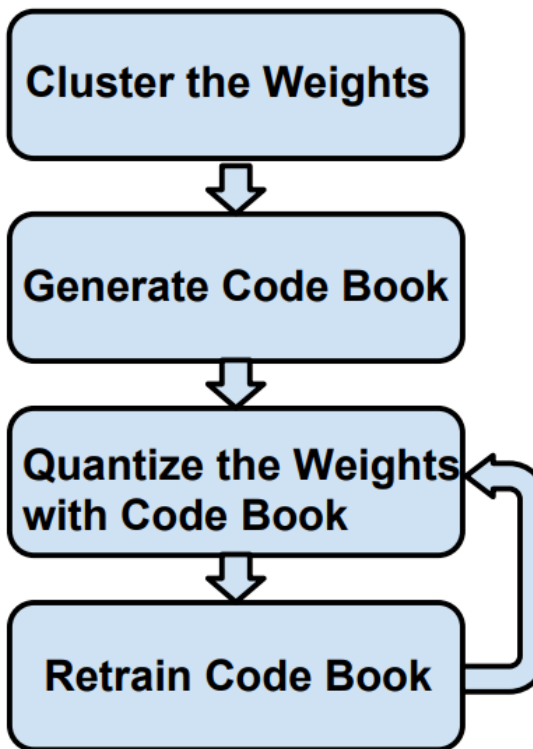 Cluster the Weights
Generate Code Book
Quantize the Weights
with Code Book
Retrain Code Book